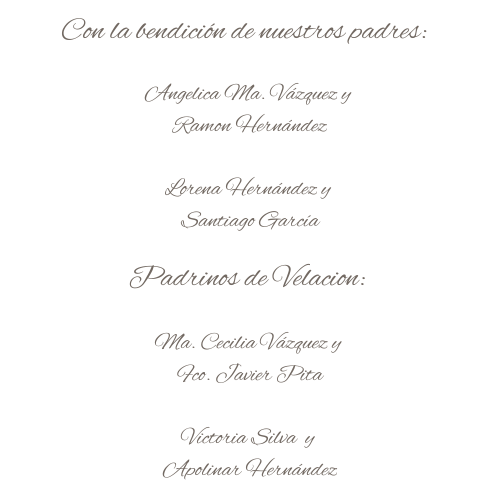 Con la bendición de nuestros padres:
Angelica Ma. Vázquez y
Ramon Hernández
Lorena Hernández y
Santiago García
Padrinos de Velacion:
Ma. Cecilia Vázquez y
Fco. Javier Pita
Victoria Silva y
Apolinar Hernández